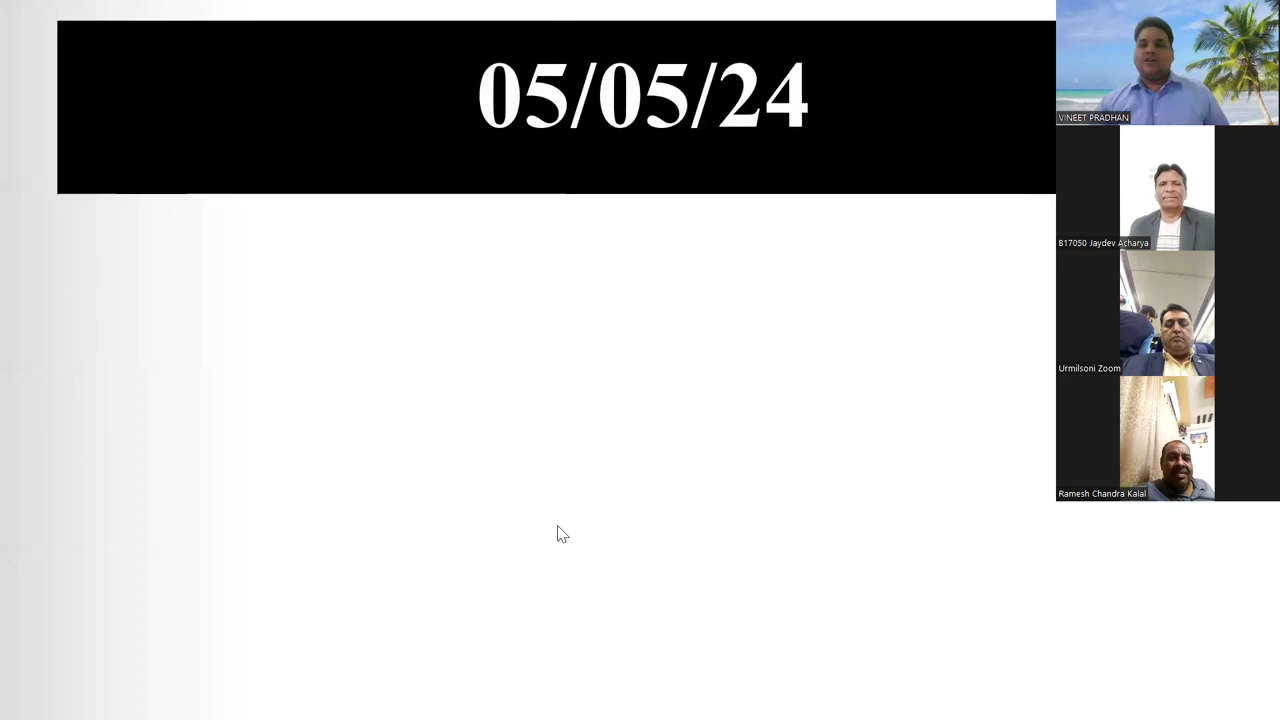 05/05/24
VINEET PRADHAN
B17050 Jaydev Acharya
Urmilsoni Zoom
Ramesh Chandra Kalal